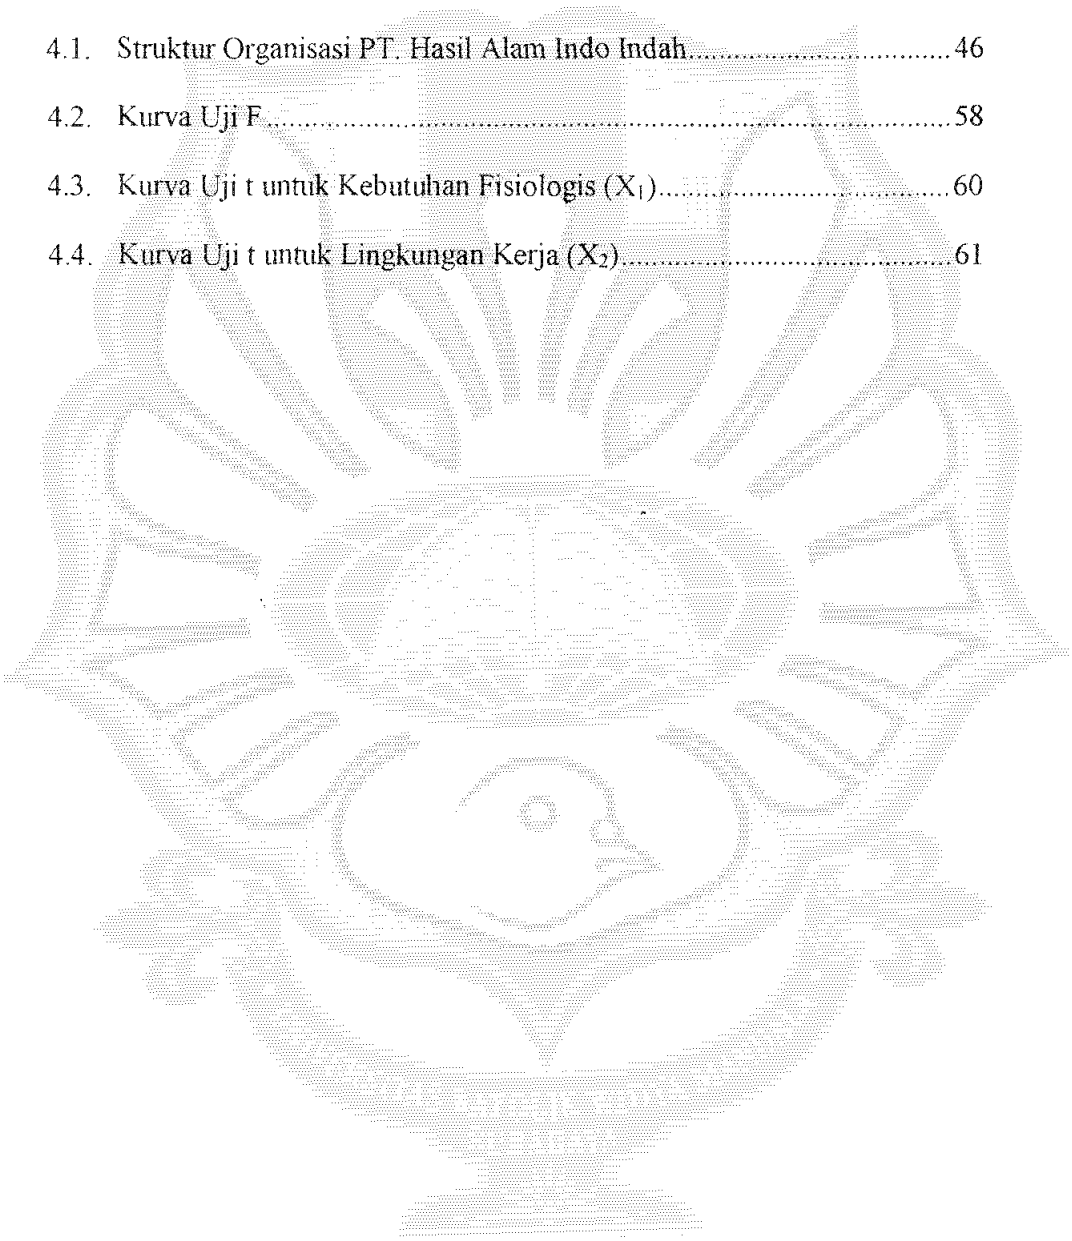 4.1. Struktur Organisasi PT. Hasil Alam Indo Indah..............................46
4.2. Kurva Uji F..............................................................................58
4.3. Kurva Uji t untuk Kebutuhan Fisiologis (X₁)..................................60
4.4. Kurva Uji t untuk Lingkungan Kerja (X₂)......................................61